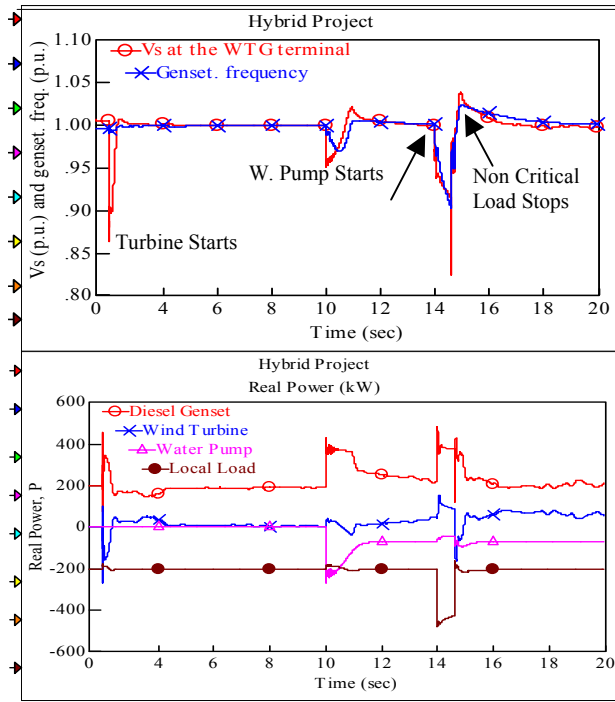 Hybrid Project
Vs (p.u.) and genset. freq. (p.u.)
1.10
1.05
1.00
.95
.90
.85
.80
Vs at the WTG terminal
Genset. frequency
W. Pump Starts
Non Critical
Load Stops
Turbine Starts
0 2 4 6 8 10 12 14 16 18 20
Time (sec)
Hybrid Project
Real Power (kW)
Real Power, P
600
400
200
0
-200
-400
-600
Diesel Genset
Wind Turbine
Water Pump
Local Load
0 4 6 8 10 12 14 16 18 20
Time (sec)